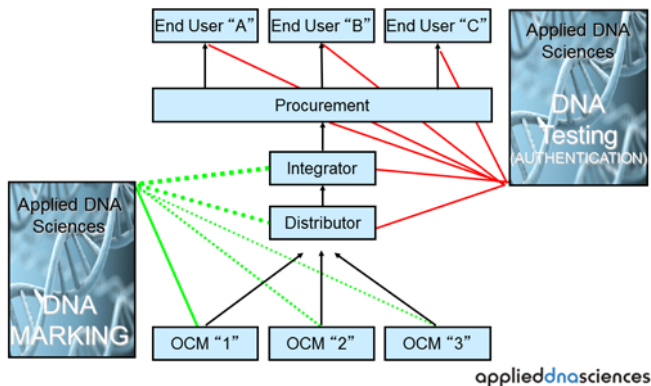 End User “A”
End User “B”
End User “C”
Applied DNA
Sciences
DNA
Testing
(AUTHENTICATION)
Procurement
Integrator
Distributor
Applied DNA
Sciences
DNA
MARKING
OCM “1”
OCM “2”
OCM “3”
applieddnasciences